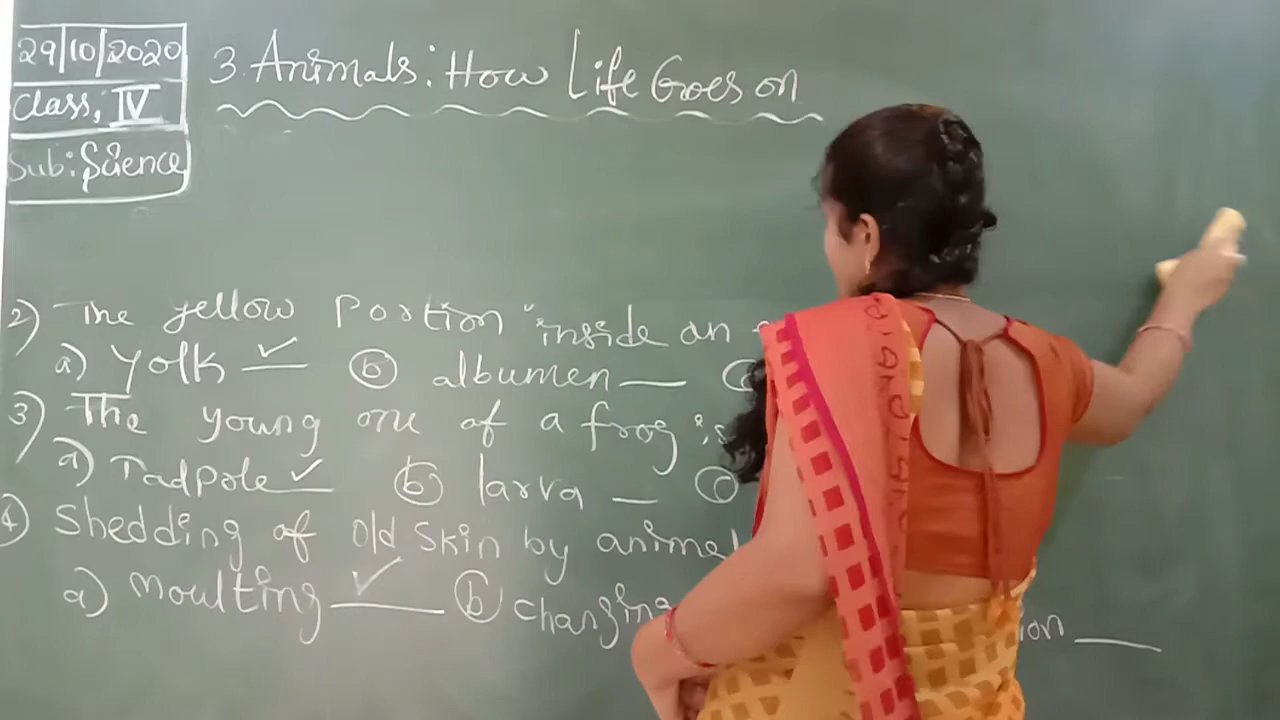 29/10/2020
Class, IV
Sub: Science
3. Animals: How Life Goes on
2) The yellow Portion inside an
a) Yolk ✓ b) albumen
3) The young one of a frog is
a) Tadpole ✓ b) larva
4) Shedding of old Skin by animal
a) Moulting ✓ b) changing